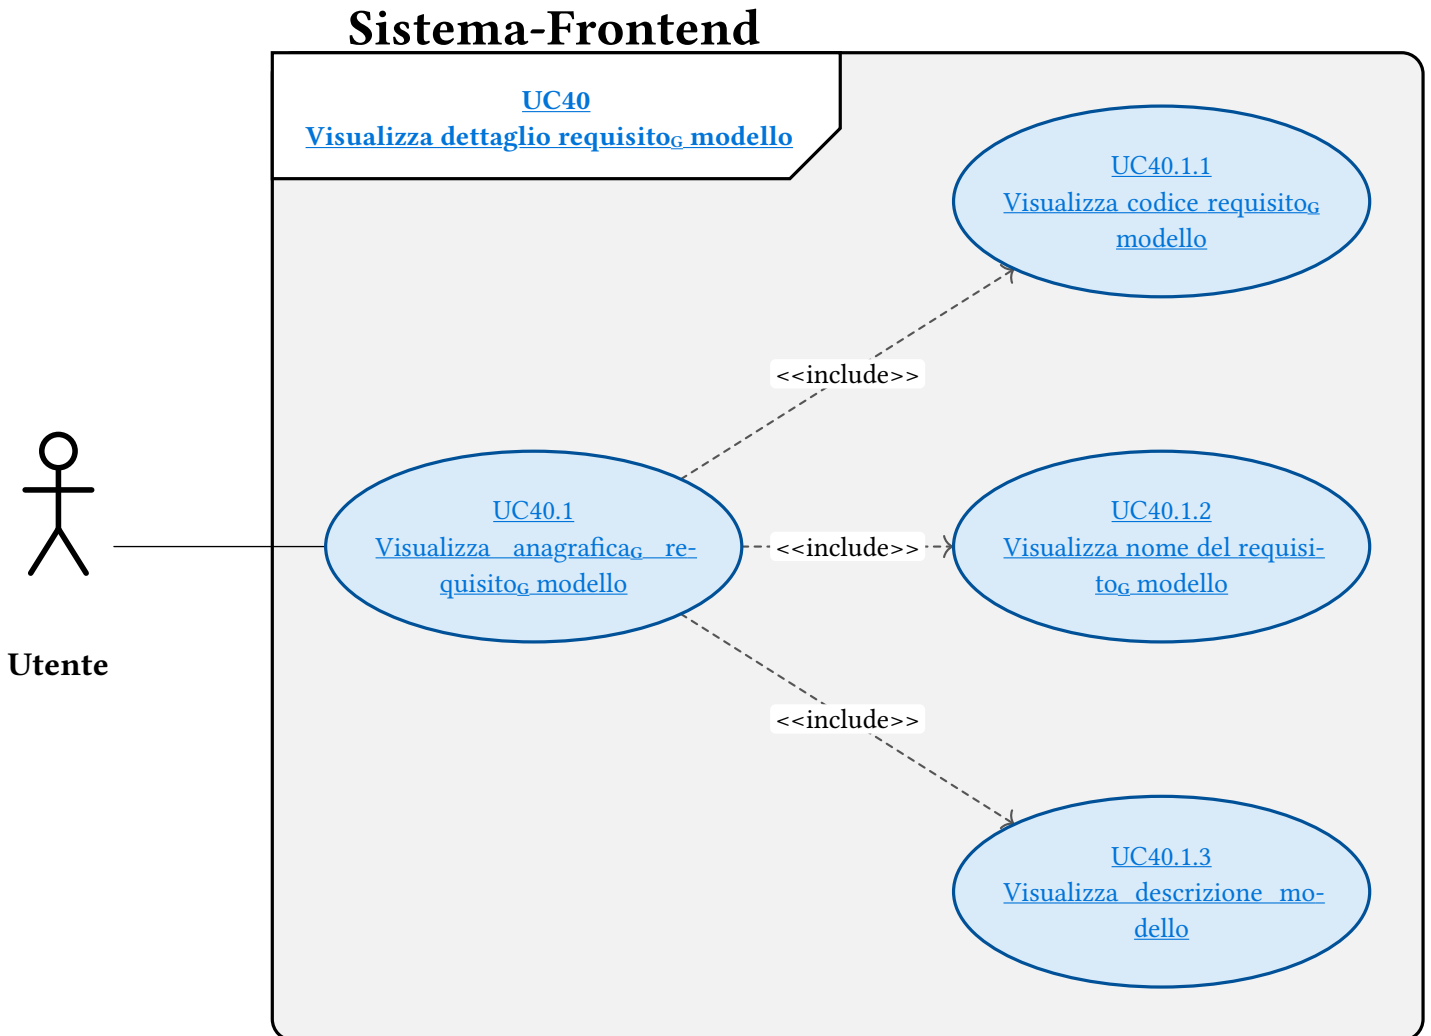 Sistema-Frontend
UC40
Visualizza dettaglio requisitoG modello
UC40.1.1
Visualizza codice requisitoG
modello
<<include>>
UC40.1
Visualizza anagraficaG re-
quisitoG modello
<<include>>
UC40.1.2
Visualizza nome del requisi-
toG modello
Utente
<<include>>
UC40.1.3
Visualizza descrizione mo-
dello